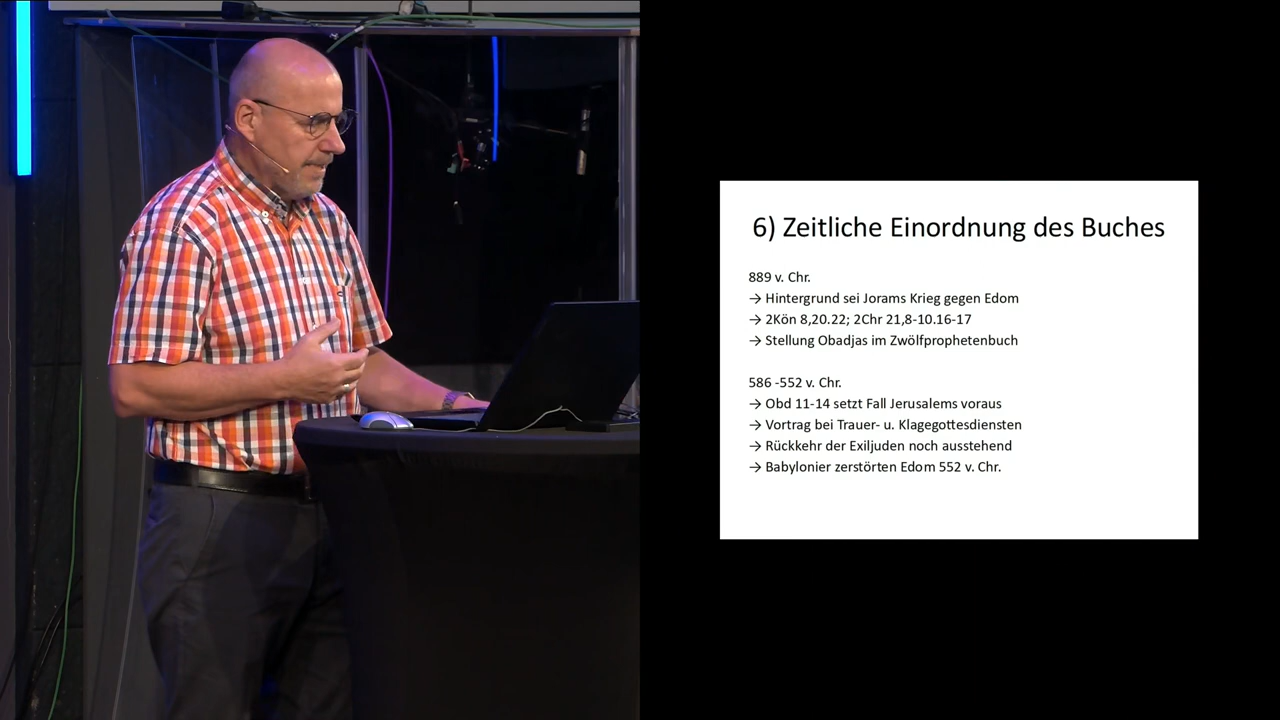 6) Zeitliche Einordnung des Buches
889 v. Chr.
→ Hintergrund sei Jorams Krieg gegen Edom
→ 2Kön 8,20.22; 2Chr 21,8-10.16-17
→ Stellung Obadjas im Zwölfprophetenbuch
586 -552 v. Chr.
→ Obd 11-14 setzt Fall Jerusalems voraus
→ Vortrag bei Trauer- u. Klagegottesdiensten
→ Rückkehr der Exiljuden noch ausstehend
→ Babylonier zerstörten Edom 552 v. Chr.